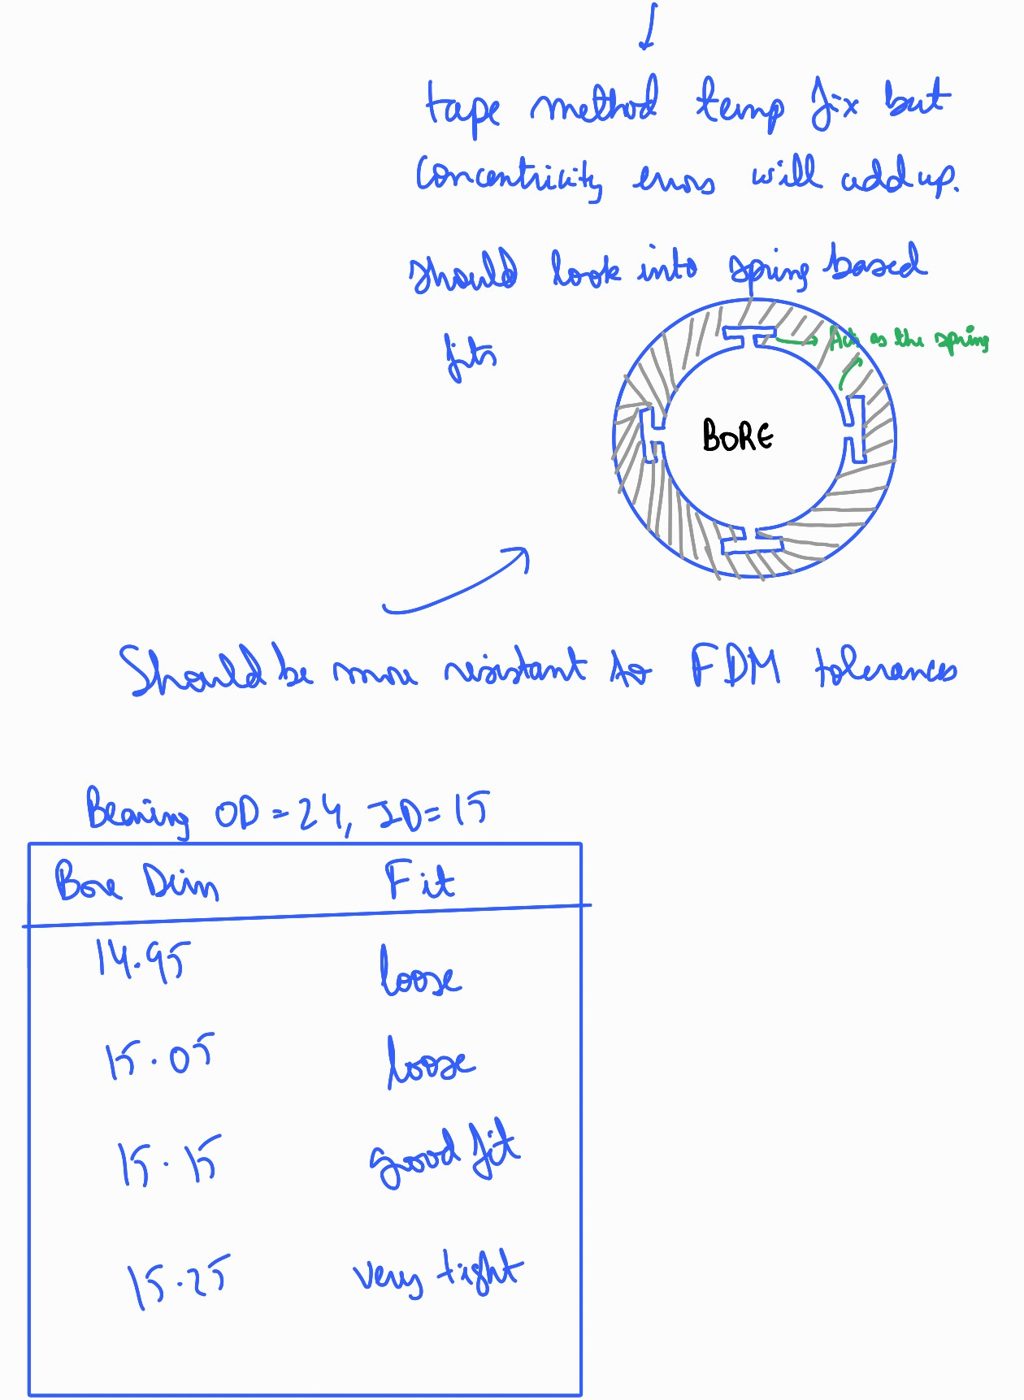 tape method temp fix but
concentricity errors will add up.
should look into spring based
fits
Act as the spring
BORE
Should be more resistant to FDM tolerances
Bearing OD = 24, ID = 15
Bore Dim Fit
14.95 loose
15.05 loose
15.15 good fit
15.25 very tight